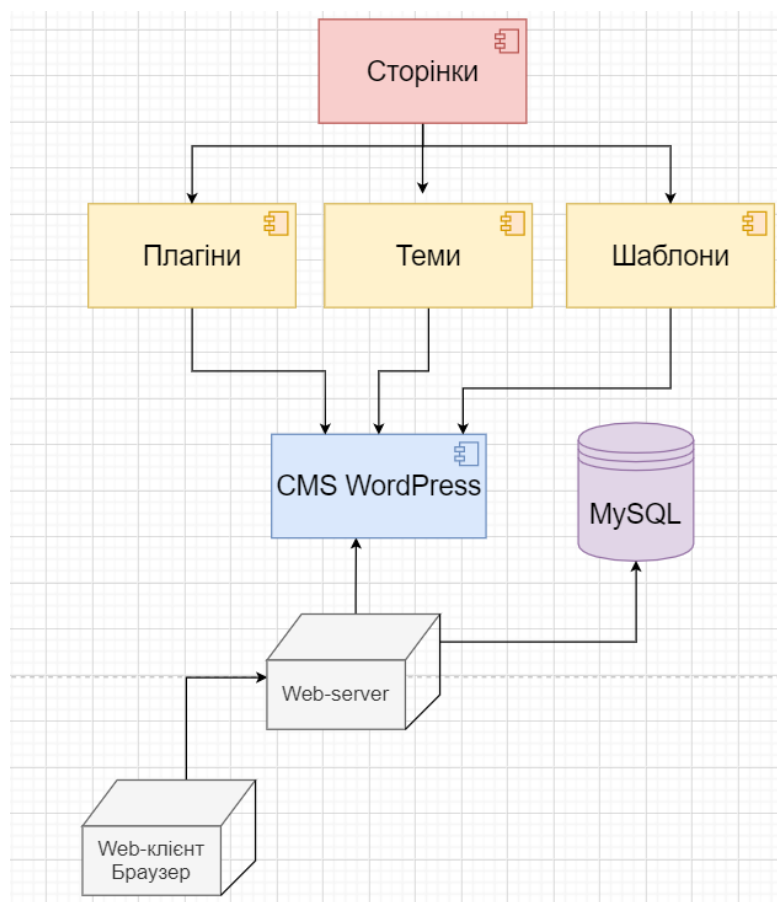 Сторінки
Плагіни
Теми
Шаблони
CMS WordPress
MySQL
Web-server
Web-клієнт
Браузер